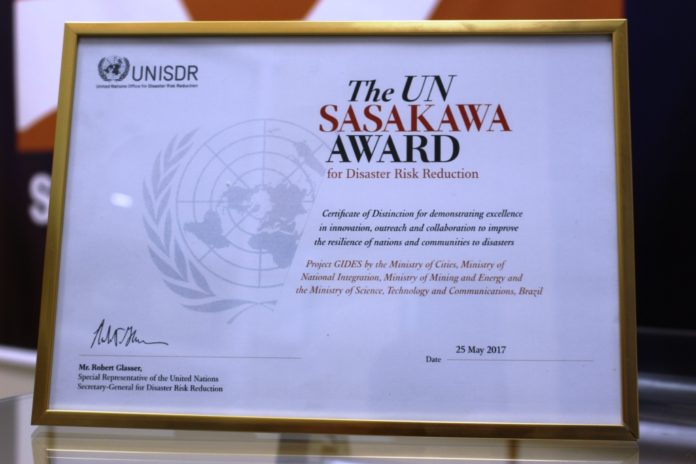 UNISDR
United Nations Office for Disaster Risk Reduction
The UN
SASAKAWA
AWARD
for Disaster Risk Reduction
Certificate of Distinction for demonstrating excellence
in innovation, outreach and collaboration to improve
the resilience of nations and communities to disasters
Project GIDES by the Ministry of Cities, Ministry of
National Integration, Ministry of Mining and Energy and
the Ministry of Science, Technology and Communications, Brazil
Mr. Robert Glasser,
Special Representative of the United Nations
Secretary-General for Disaster Risk Reduction
25 May 2017
Date